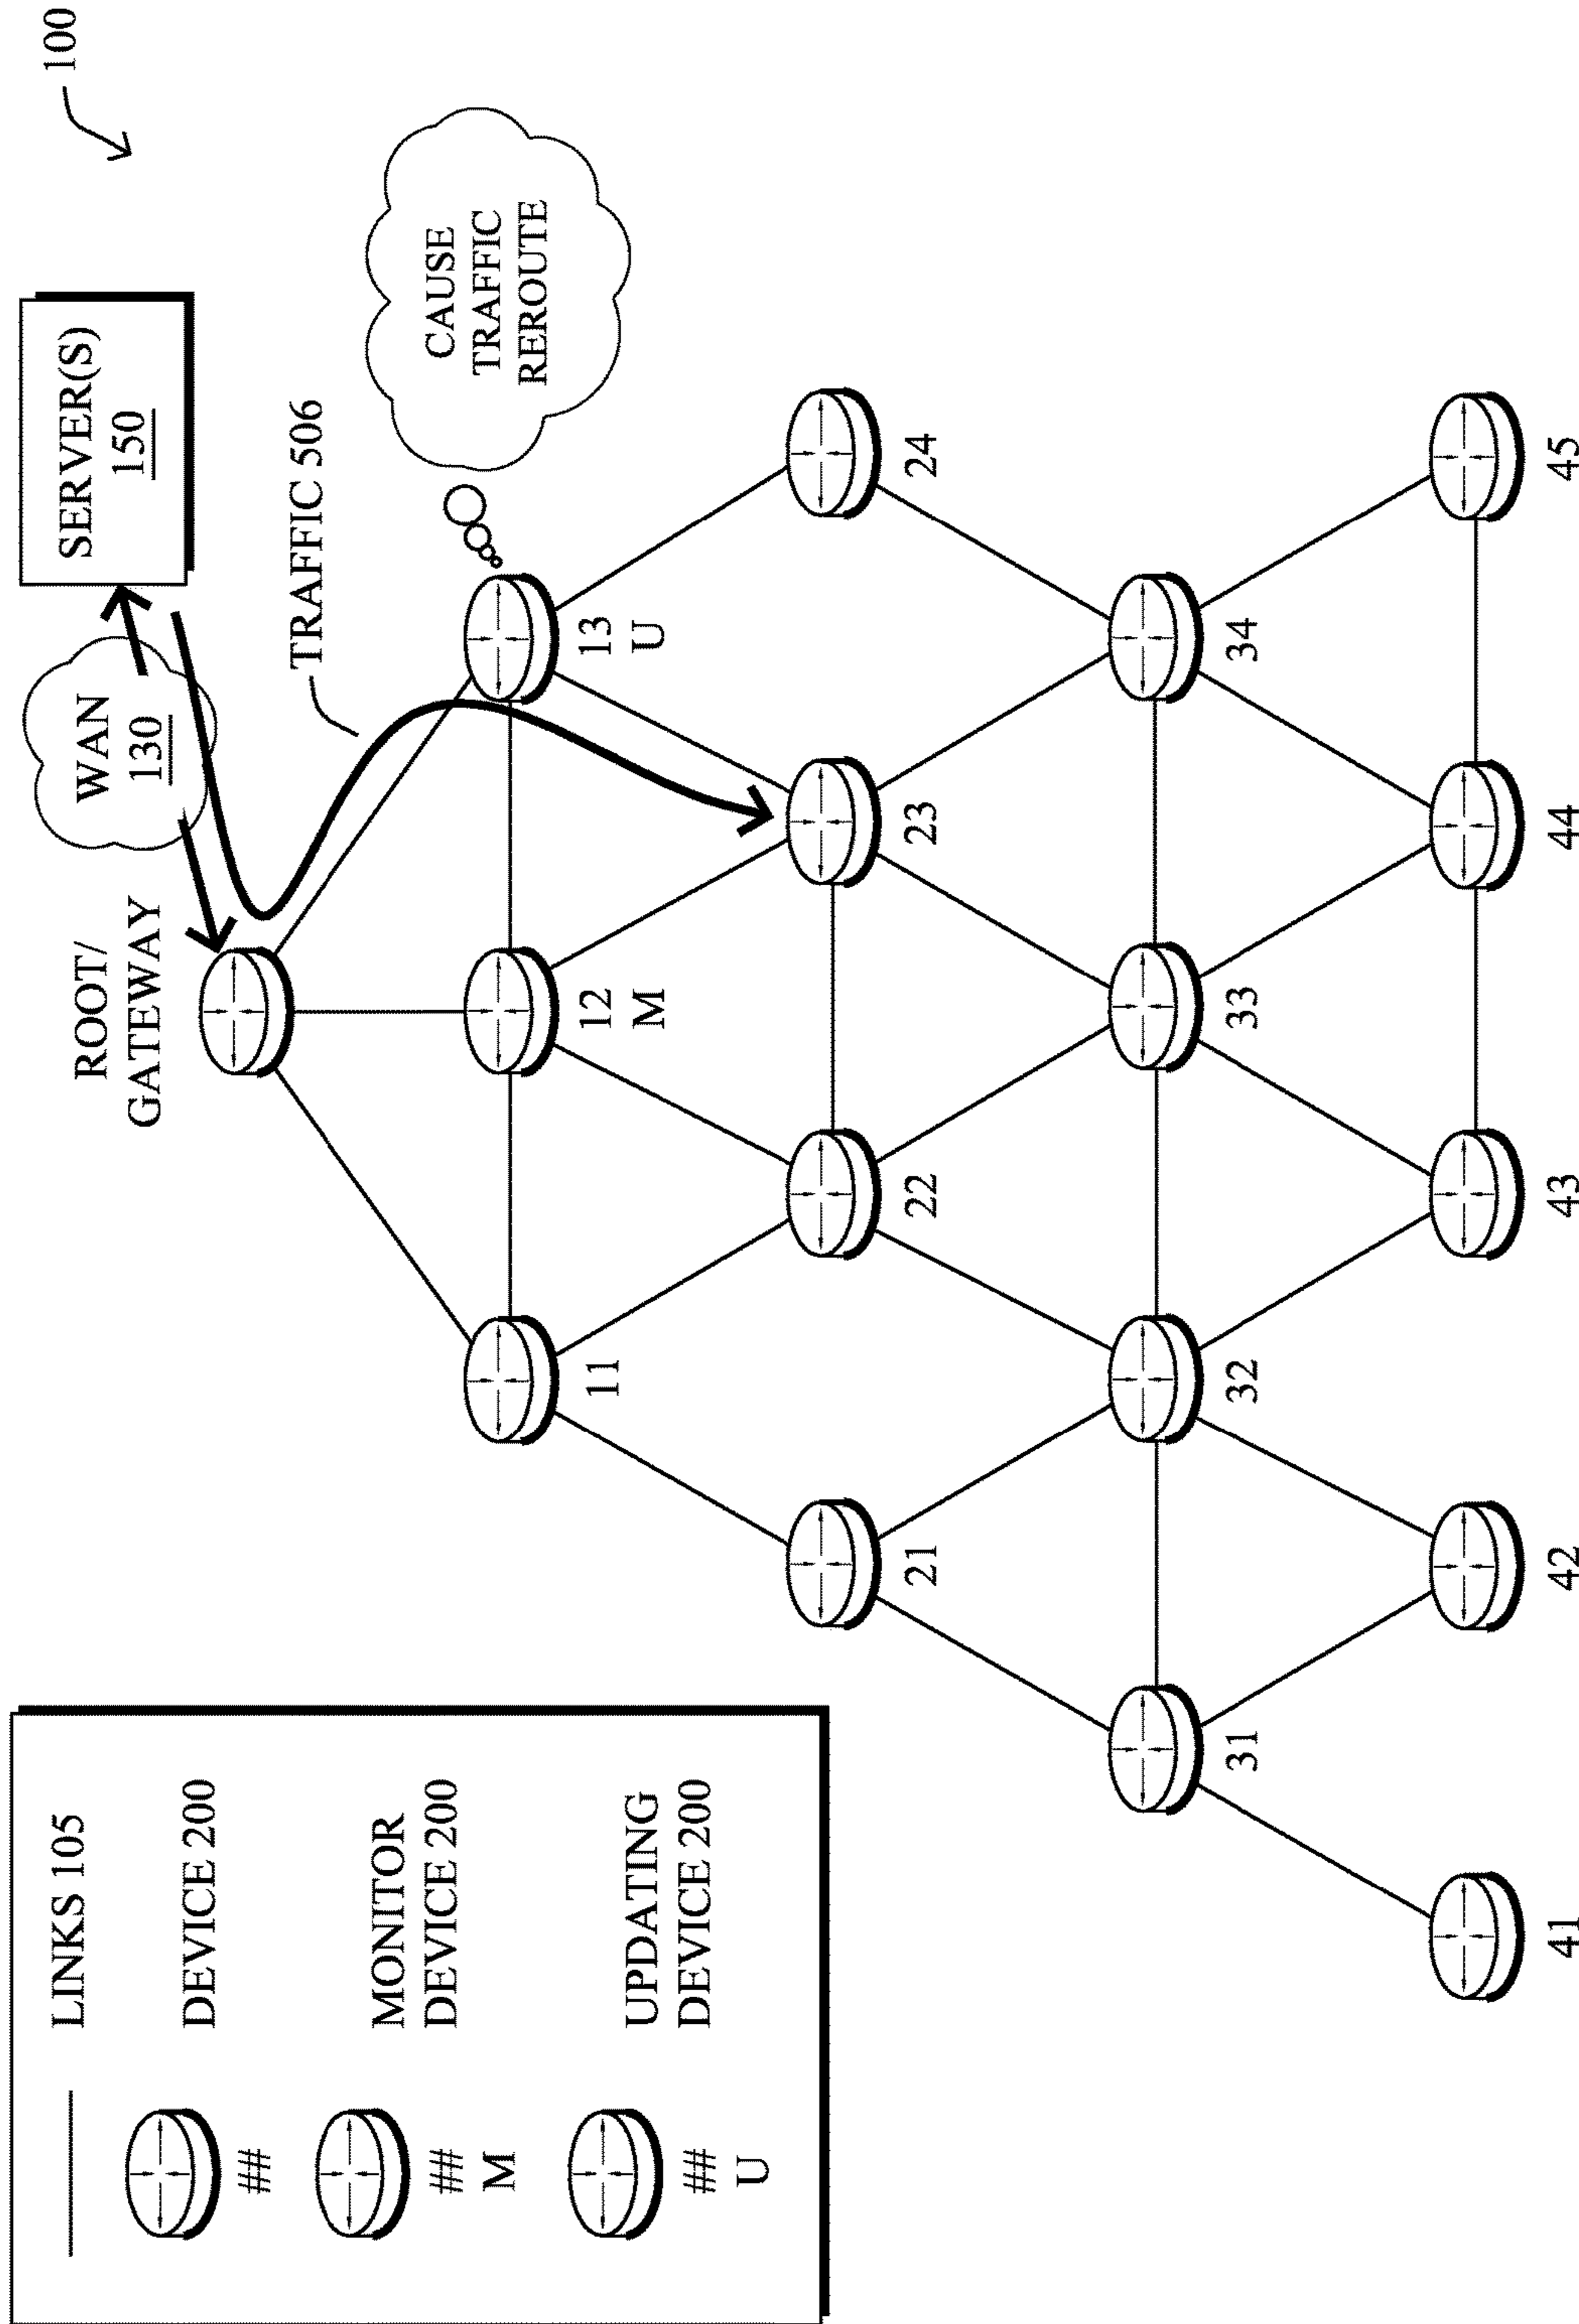 LINKS 105
##
DEVICE 200
##
M
MONITOR
DEVICE 200
##
U
UPDATING
DEVICE 200
100
SERVER(S)
150
WAN
130
ROOT/
GATEWAY
TRAFFIC 506
CAUSE
TRAFFIC
REROUTE
11
12
M
13
U
21
22
23
24
31
32
33
34
41
42
43
44
45